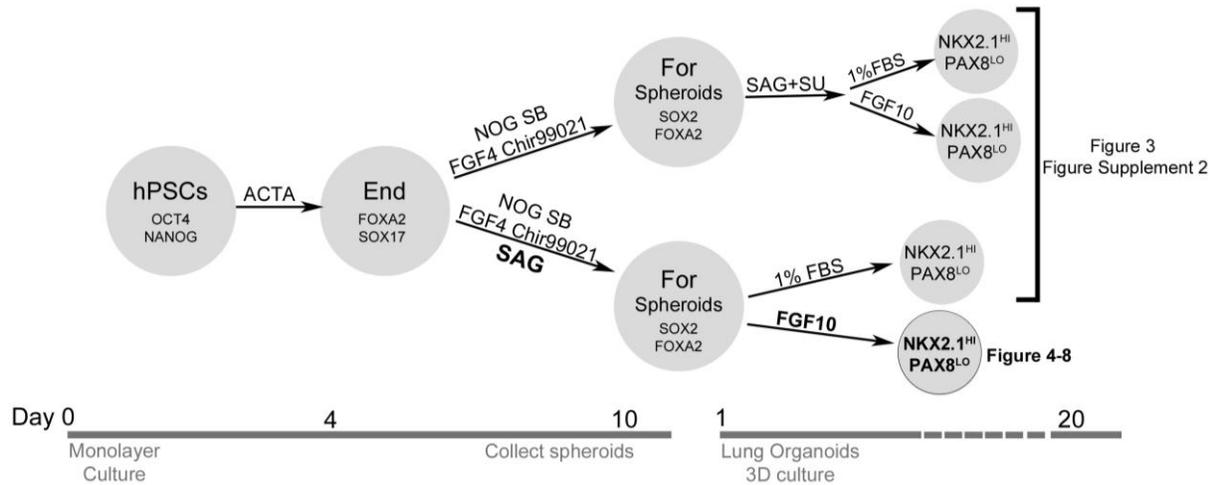 hPSCs
OCT4
NANOG
ACTA
End
FOXA2
SOX17
NOG SB
FGF4 Chir99021
For
Spheroids
SOX2
FOXA2
SAG+SU
1%FBS
NKX2.1ᴴᴵ
PAX8ᴸᴼ
FGF10
NKX2.1ᴴᴵ
PAX8ᴸᴼ
Figure 3
Figure Supplement 2
NOG SB
FGF4 Chir99021
SAG
For
Spheroids
SOX2
FOXA2
1% FBS
NKX2.1ᴴᴵ
PAX8ᴸᴼ
FGF10
NKX2.1ᴴᴵ
PAX8ᴸᴼ
Figure 4-8
Day 0 4 10 1 20
Monolayer
Culture
Collect spheroids
Lung Organoids
3D culture